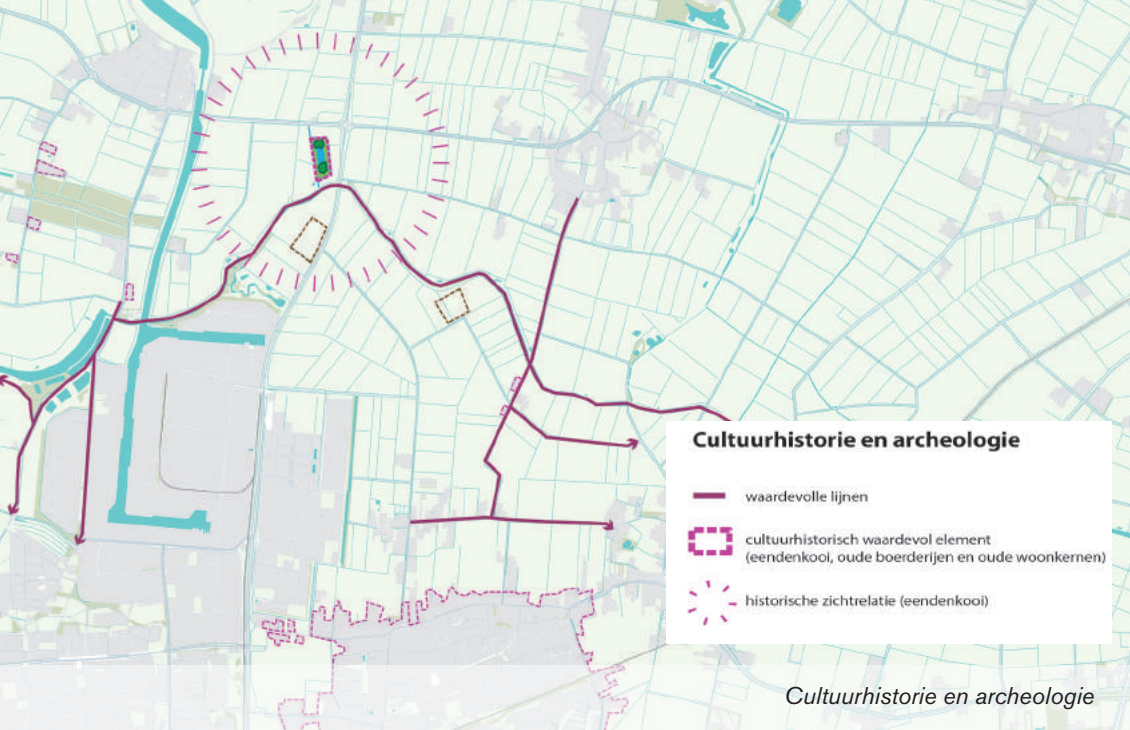 Cultuurhistorie en archeologie
waardevolle lijnen
cultuurhistorisch waardevol element
(eendenkooi, oude boerderijen en oude woonkernen)
historische zichtrelatie (eendenkooi)
Cultuurhistorie en archeologie